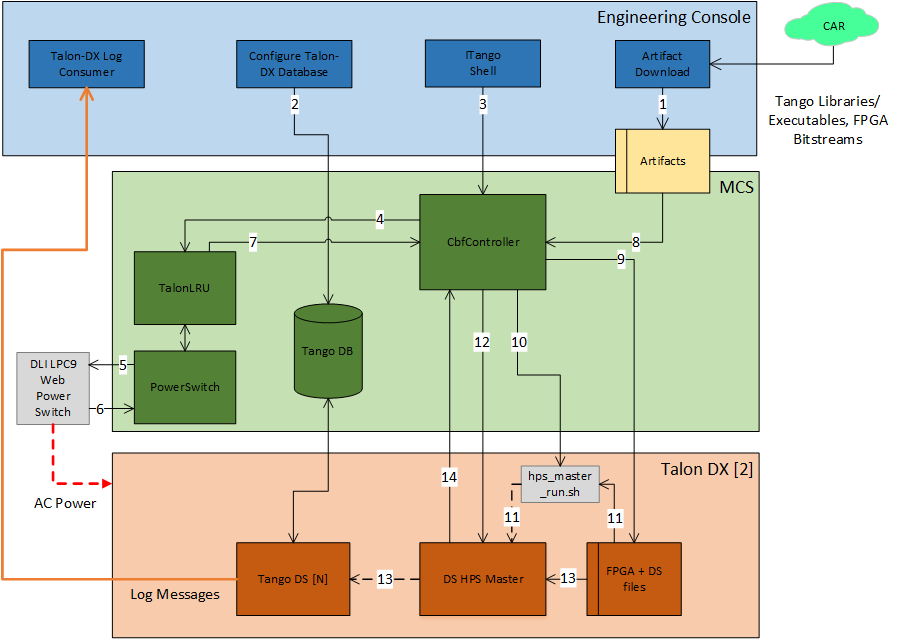 Engineering Console
CAR
Talon-DX Log
Consumer
Configure Talon-
DX Database
ITango
Shell
Artifact
Download
2
3
1
Tango Libraries/
Executables, FPGA
Bitstreams
Artifacts
MCS
4
7
CbfController
8
9
TalonLRU
12
10
Tango DB
DLI LPC9
Web
Power
Switch
5
6
PowerSwitch
AC Power
Talon DX [2]
14
hps_master
_run.sh
11
11
Tango DS [N]
13
DS HPS Master
13
FPGA + DS
files
Log Messages